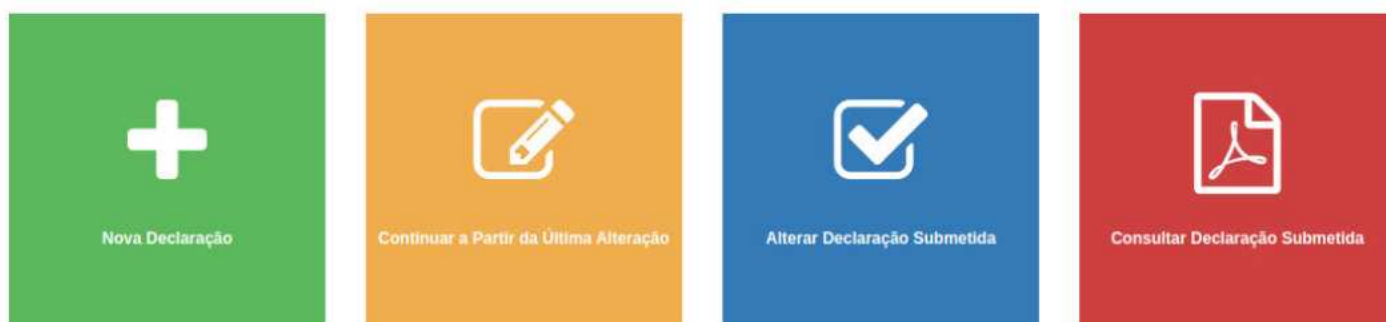 Nova Declaração
Continuar a Partir da Última Alteração
Alterar Declaração Submetida
Consultar Declaração Submetida